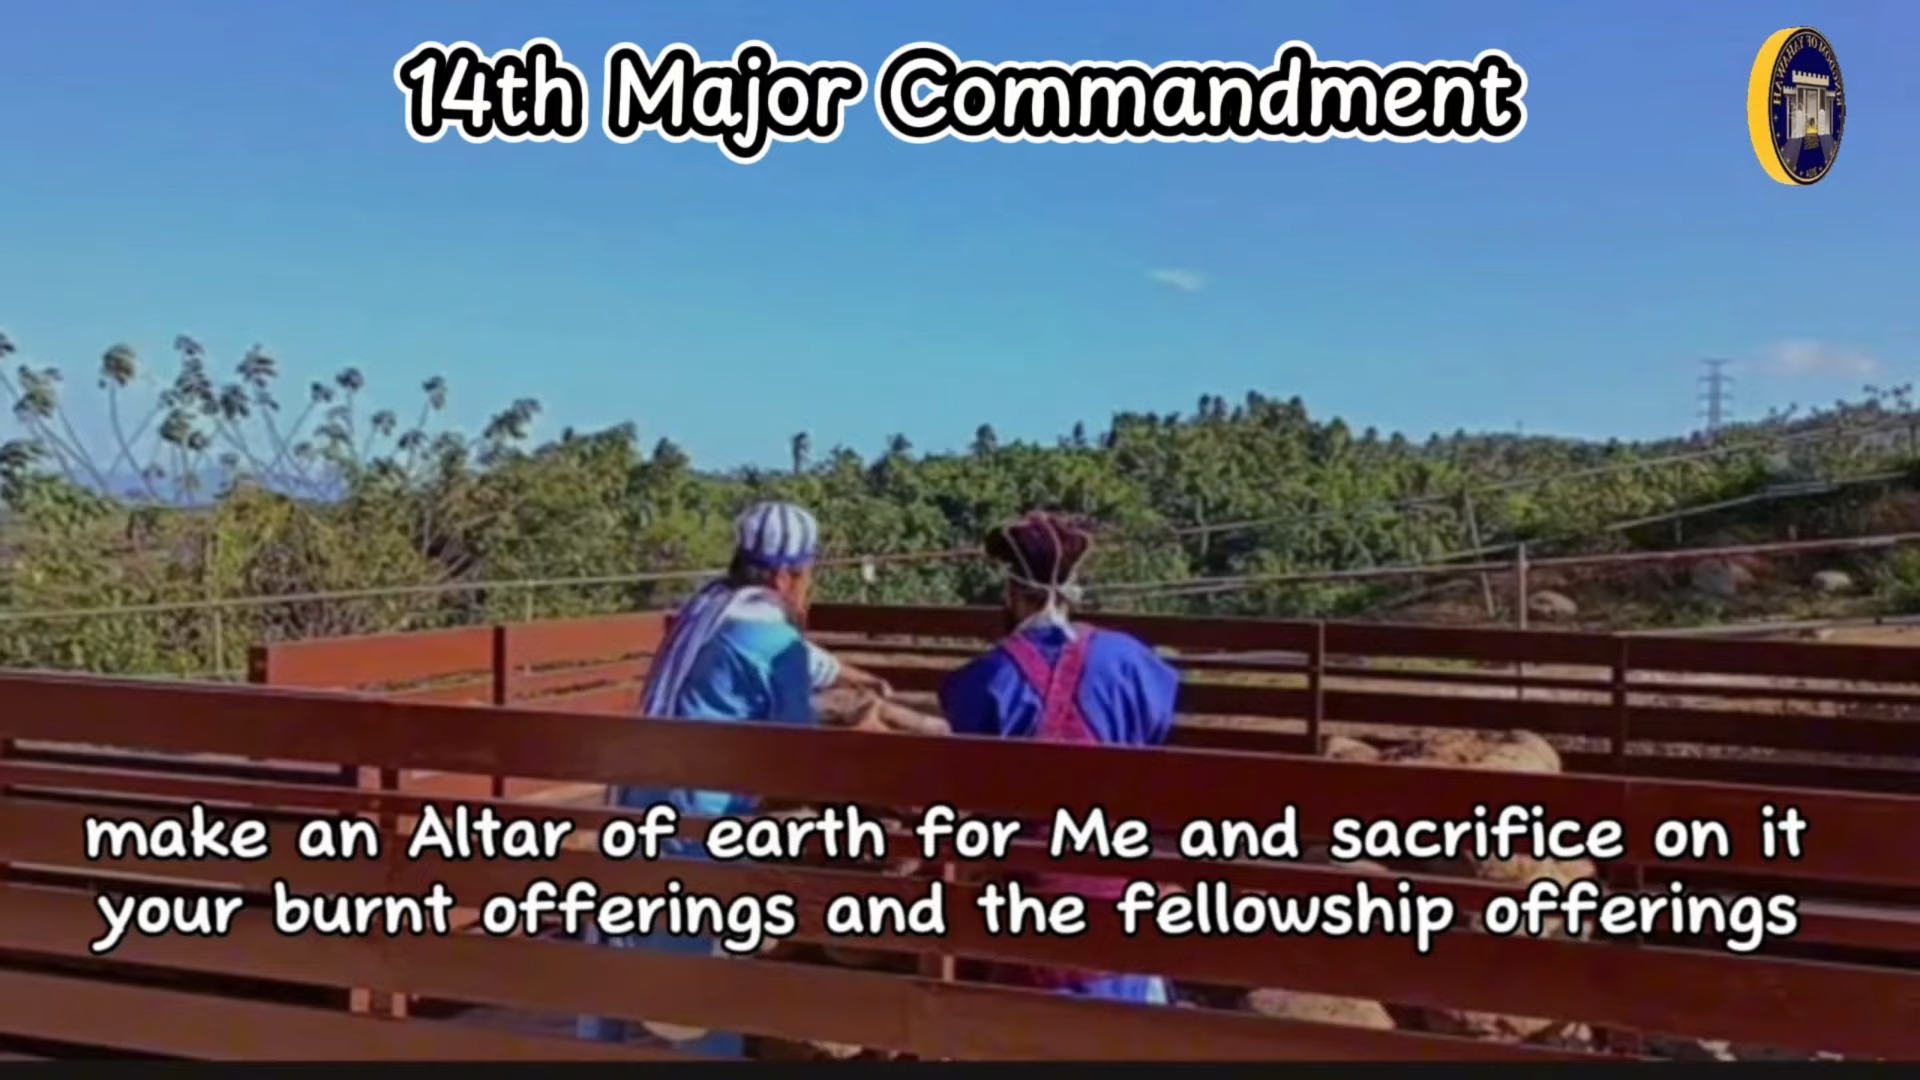 14th Major Commandment
make an Altar of earth for Me and sacrifice on it
your burnt offerings and the fellowship offerings